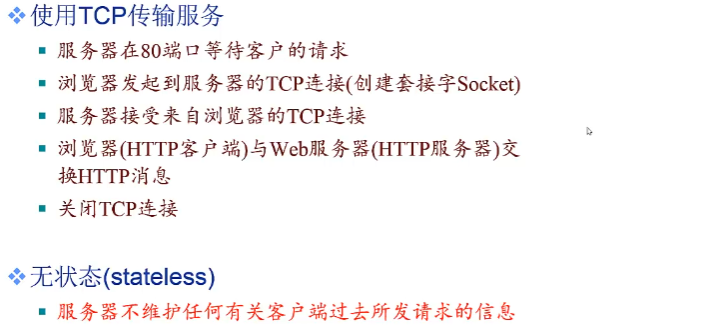 使用TCP传输服务
服务器在80端口等待客户的请求
浏览器发起到服务器的TCP连接(创建套接字Socket)
服务器接受来自浏览器的TCP连接
浏览器(HTTP客户端)与Web服务器(HTTP服务器)交
换HTTP消息
关闭TCP连接
无状态(stateless)
服务器不维护任何有关客户端过去所发请求的信息